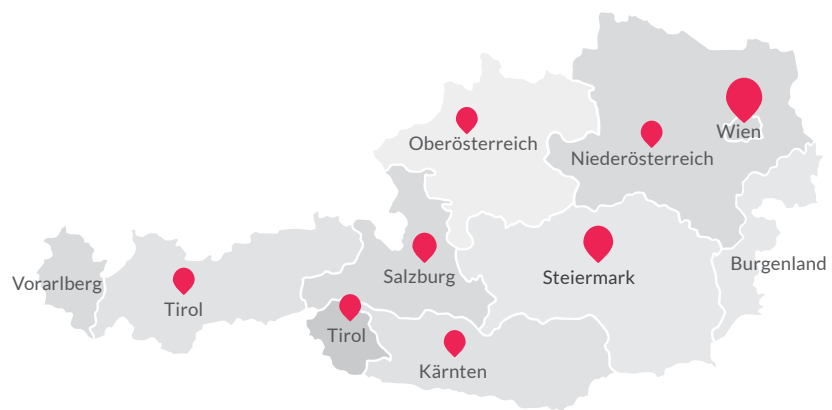 Wien
Oberösterreich
Niederösterreich
Burgenland
Salzburg
Steiermark
Vorarlberg
Tirol
Tirol
Kärnten